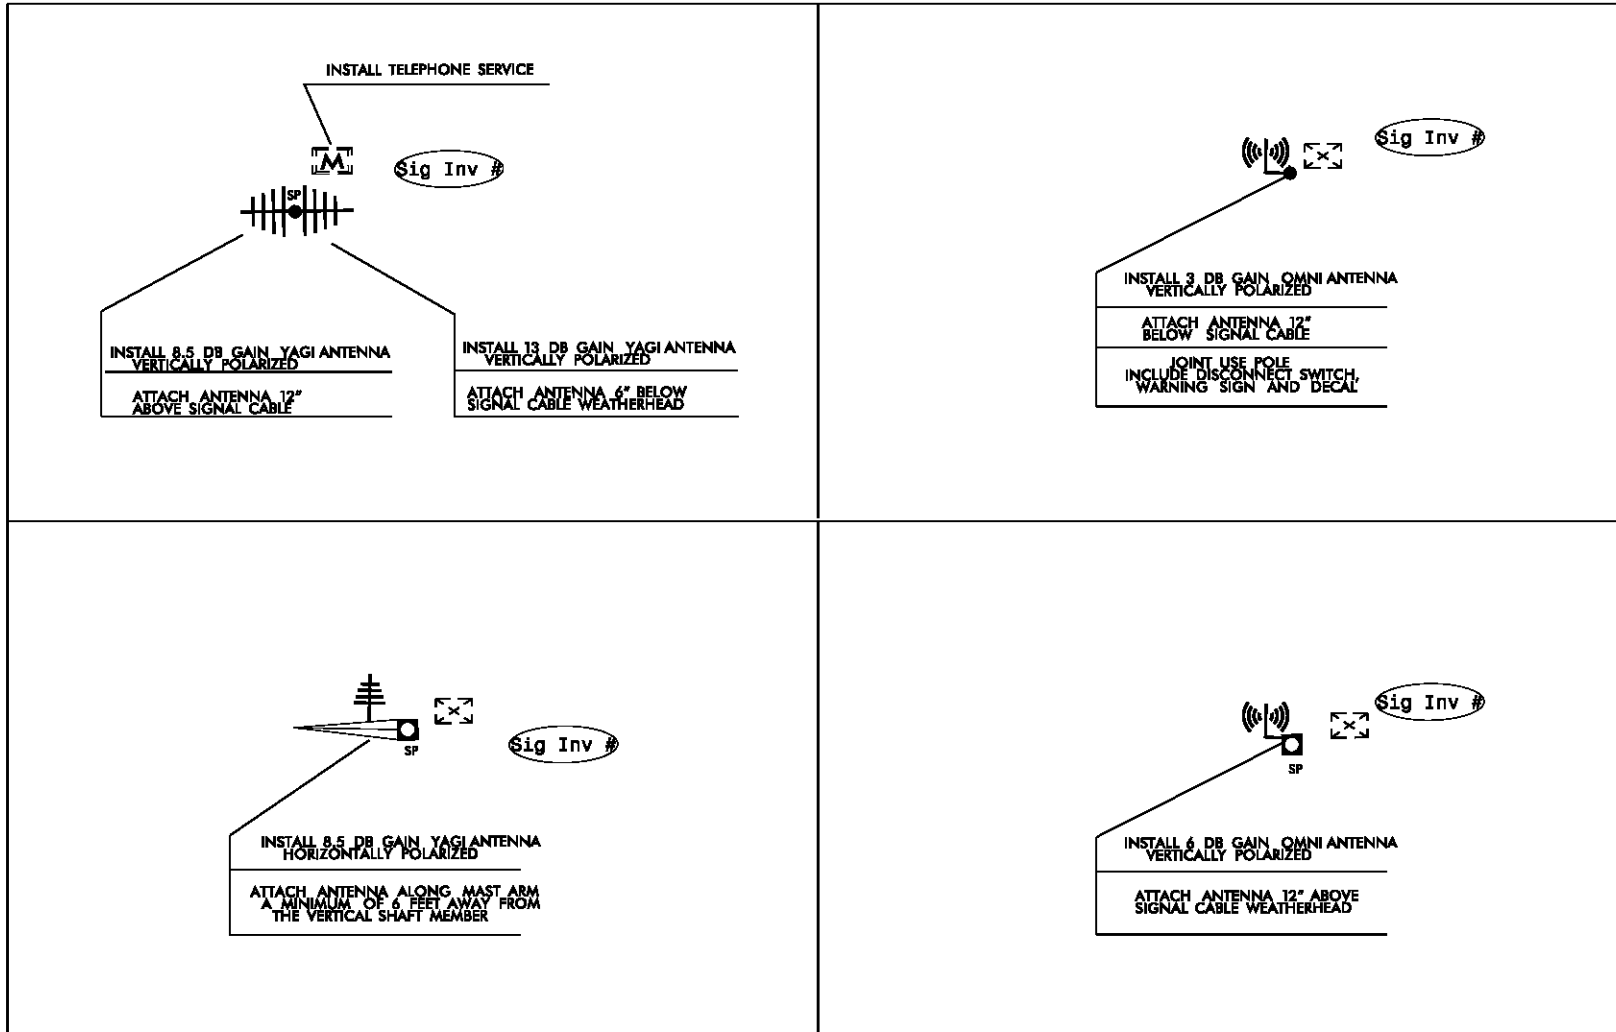 INSTALL TELEPHONE SERVICE
M
Sig Inv #
SP
INSTALL 8.5 DB GAIN YAGI ANTENNA
VERTICALLY POLARIZED
ATTACH ANTENNA 12"
ABOVE SIGNAL CABLE
INSTALL 13 DB GAIN YAGI ANTENNA
VERTICALLY POLARIZED
ATTACH ANTENNA 6" BELOW
SIGNAL CABLE WEATHERHEAD
X
Sig Inv #
INSTALL 3 DB GAIN OMNI ANTENNA
VERTICALLY POLARIZED
ATTACH ANTENNA 12"
BELOW SIGNAL CABLE
JOINT USE POLE
INCLUDE DISCONNECT SWITCH,
WARNING SIGN AND DECAL
X
SP
Sig Inv #
INSTALL 8.5 DB GAIN YAGI ANTENNA
HORIZONTALLY POLARIZED
ATTACH ANTENNA ALONG MAST ARM
A MINIMUM OF 6 FEET AWAY FROM
THE VERTICAL SHAFT MEMBER
Sig Inv #
X
SP
INSTALL 6 DB GAIN OMNI ANTENNA
VERTICALLY POLARIZED
ATTACH ANTENNA 12" ABOVE
SIGNAL CABLE WEATHERHEAD